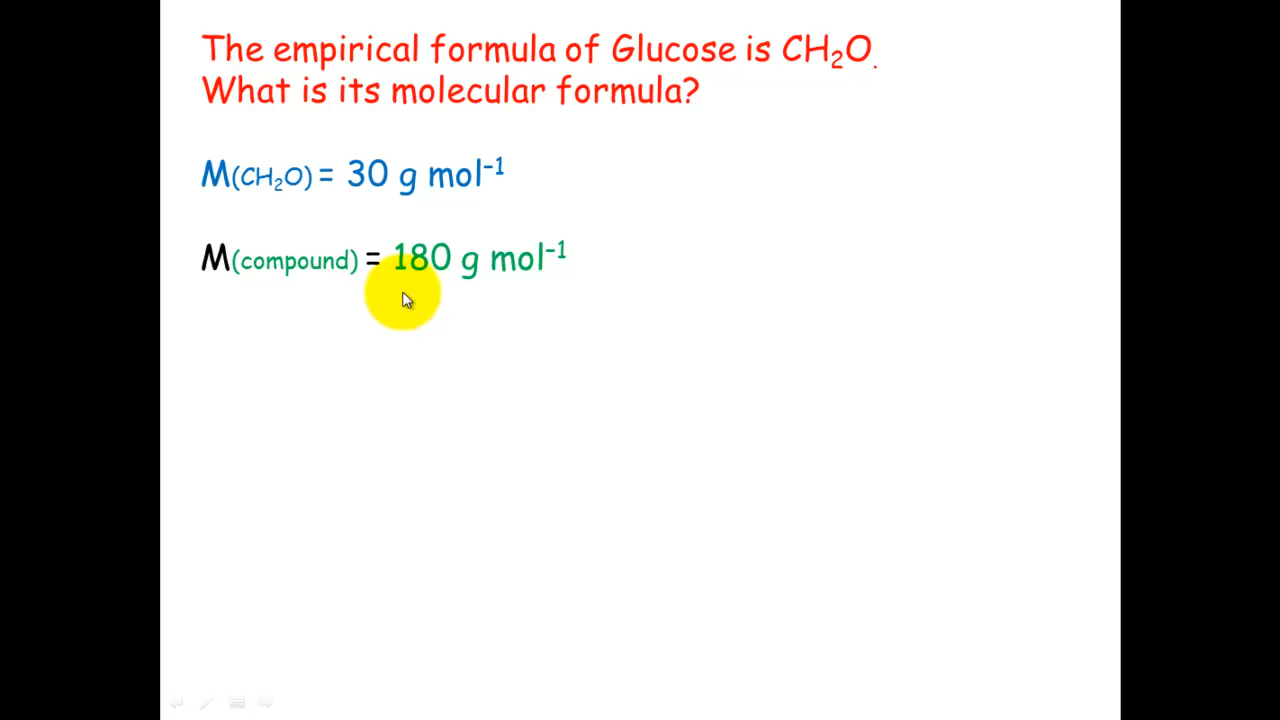 The empirical formula of Glucose is CH₂O.
What is its molecular formula?
M(CH₂O) = 30 g mol⁻¹
M(compound) = 180 g mol⁻¹